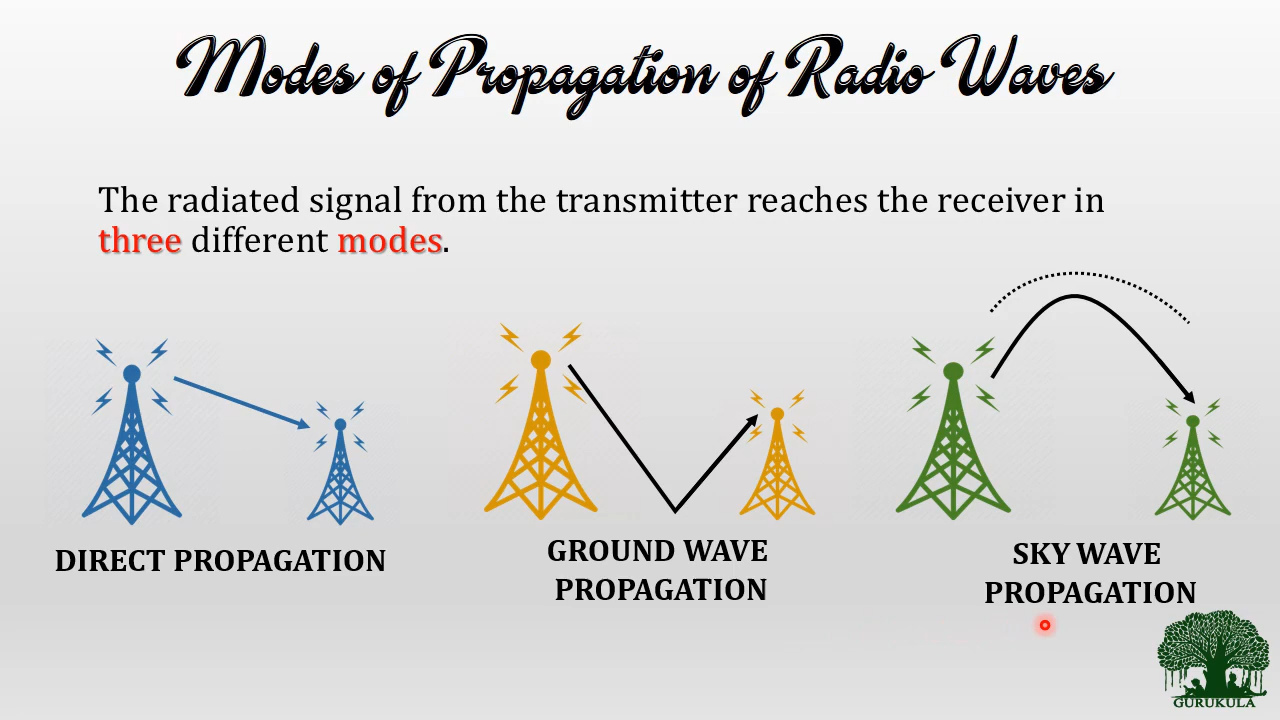 Modes of Propagation of Radio Waves
The radiated signal from the transmitter reaches the receiver in
three different modes.
DIRECT PROPAGATION
GROUND WAVE
PROPAGATION
SKY WAVE
PROPAGATION
GURUKULA